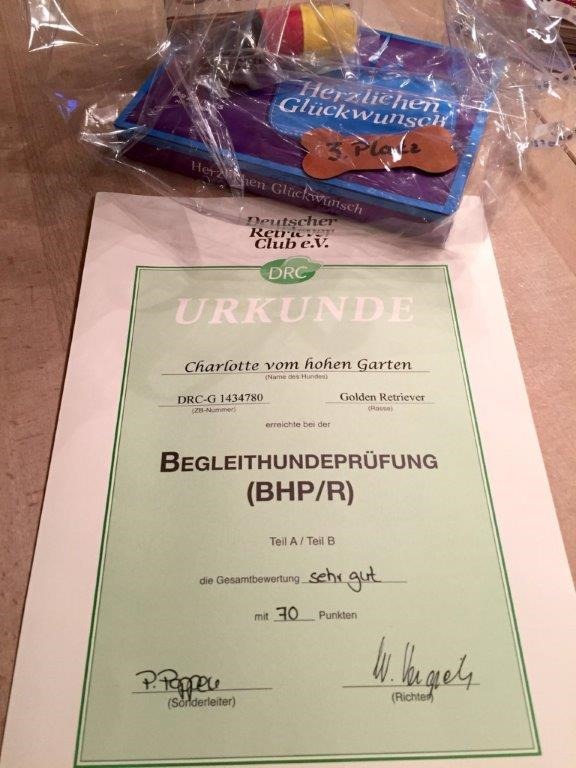 Herzlichen
Glückwunsch
3. Platz
Herzlichen Glückwunsch
Deutscher
Retriever
Club e.V.
DRC
URKUNDE
Charlotte vom hohen Garten
(Name des Hundes)
DRC-G 1434780 Golden Retriever
(ZB-Nummer) (Rasse)
erreichte bei der
BEGLEITHUNDEPRÜFUNG
(BHP/R)
Teil A / Teil B
die Gesamtbewertung sehr gut
mit 70 Punkten
(Sonderleiter) (Richter)